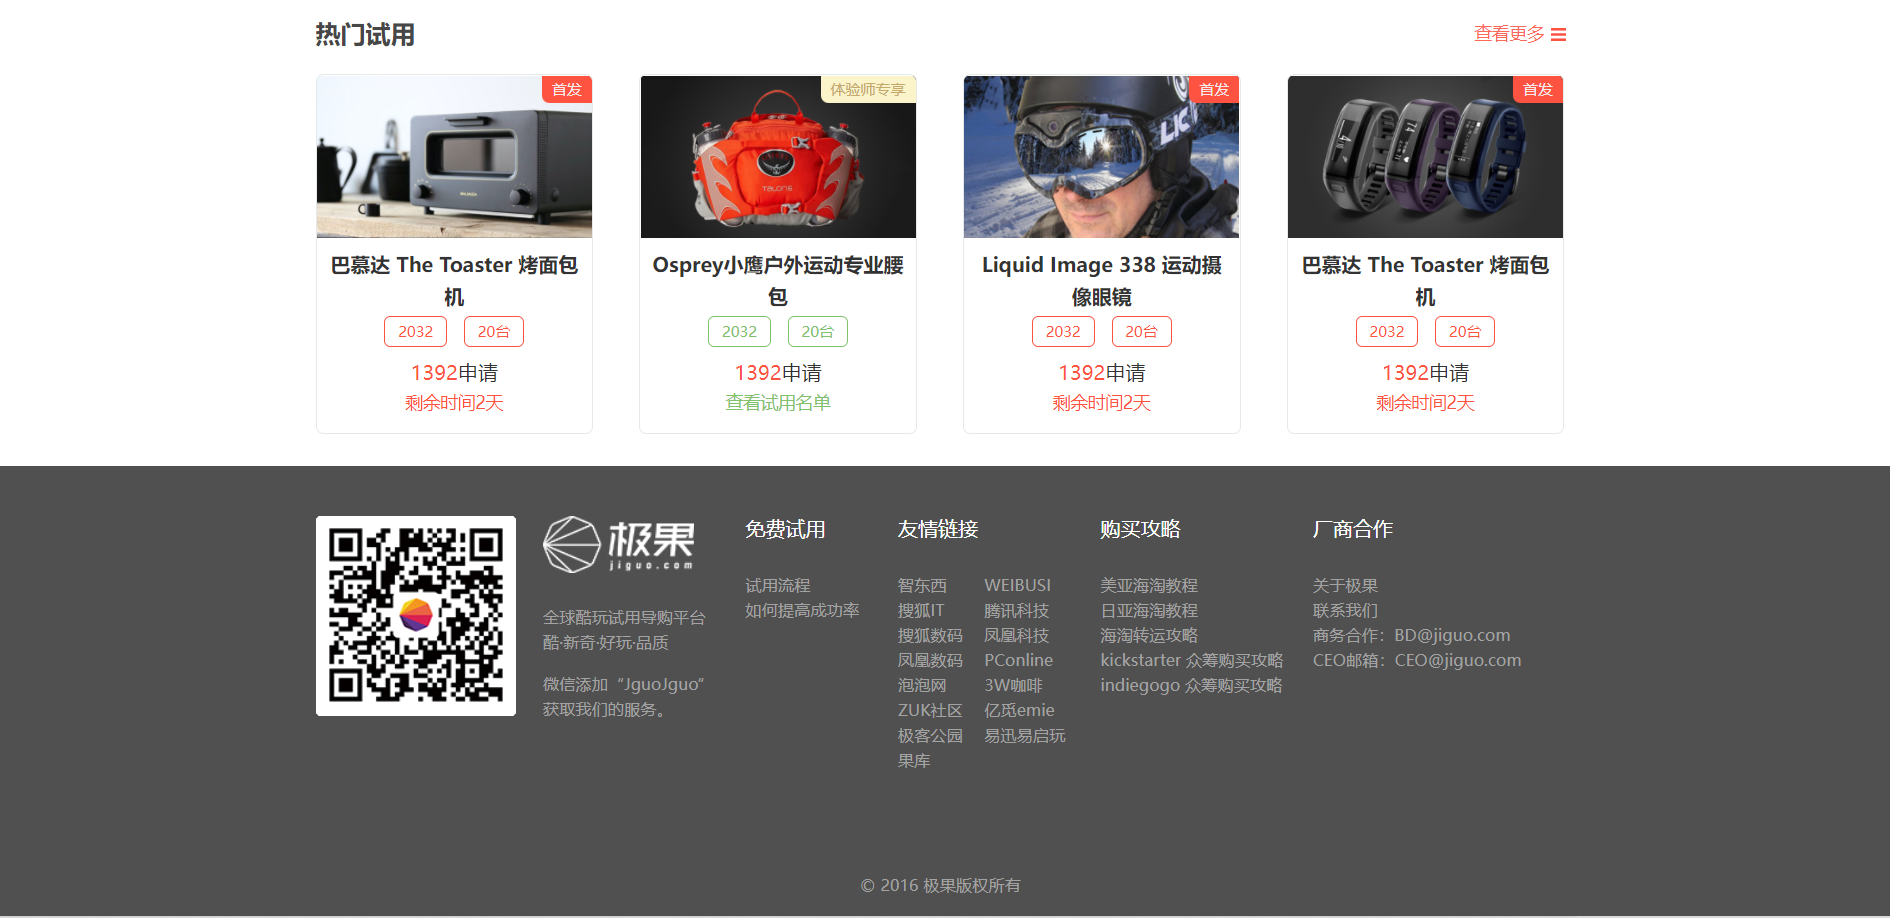 热门试用
查看更多
首发
体验师专享
首发
首发
巴慕达 The Toaster 烤面包
机
2032
20台
1392申请
剩余时间2天
TALON 6
Osprey小鹰户外运动专业腰
包
2032
20台
1392申请
查看试用名单
LIC
Liquid Image 338 运动摄
像眼镜
2032
20台
1392申请
剩余时间2天
巴慕达 The Toaster 烤面包
机
2032
20台
1392申请
剩余时间2天
极果
jiguo.com
全球酷玩试用导购平台
酷·新奇·好玩·品质
微信添加“JguoJguo”
获取我们的服务。
免费试用
试用流程
如何提高成功率
友情链接
智东西
WEIBUSI
搜狐IT
腾讯科技
搜狐数码
凤凰科技
凤凰数码
PConline
泡泡网
3W咖啡
ZUK社区
亿觅emie
极客公园
易迅易启玩
果库
购买攻略
美亚海淘教程
日亚海淘教程
海淘转运攻略
kickstarter 众筹购买攻略
indiegogo 众筹购买攻略
厂商合作
关于极果
联系我们
商务合作：BD@jiguo.com
CEO邮箱：CEO@jiguo.com
© 2016 极果版权所有